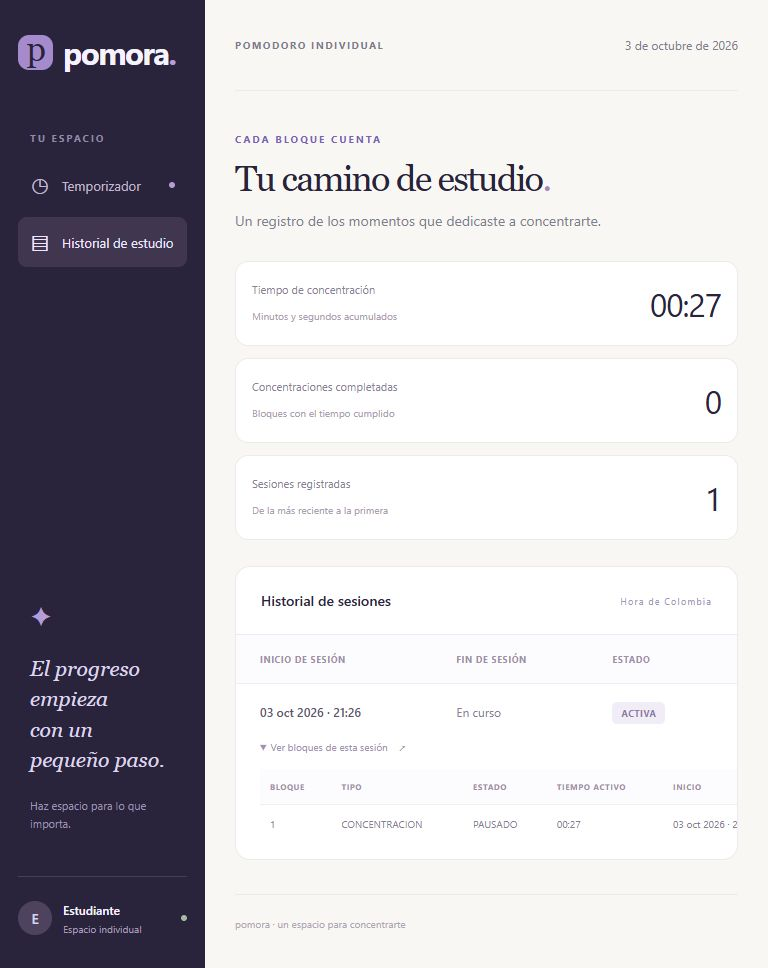 p pomora.
TU ESPACIO
Temporizador
Historial de estudio
El progreso
empieza
con un
pequeño paso.
Haz espacio para lo que
importa.
E
Estudiante
Espacio individual
POMODORO INDIVIDUAL
3 de octubre de 2026
CADA BLOQUE CUENTA
Tu camino de estudio.
Un registro de los momentos que dedicaste a concentrarte.
Tiempo de concentración
Minutos y segundos acumulados
00:27
Concentraciones completadas
Bloques con el tiempo cumplido
0
Sesiones registradas
De la más reciente a la primera
1
Historial de sesiones
Hora de Colombia
INICIO DE SESIÓN FIN DE SESIÓN ESTADO
03 oct 2026 · 21:26 En curso ACTIVA
▼ Ver bloques de esta sesión ↗
BLOQUE TIPO ESTADO TIEMPO ACTIVO INICIO
1 CONCENTRACION PAUSADO 00:27 03 oct 2026 · 2
pomora · un espacio para concentrarte